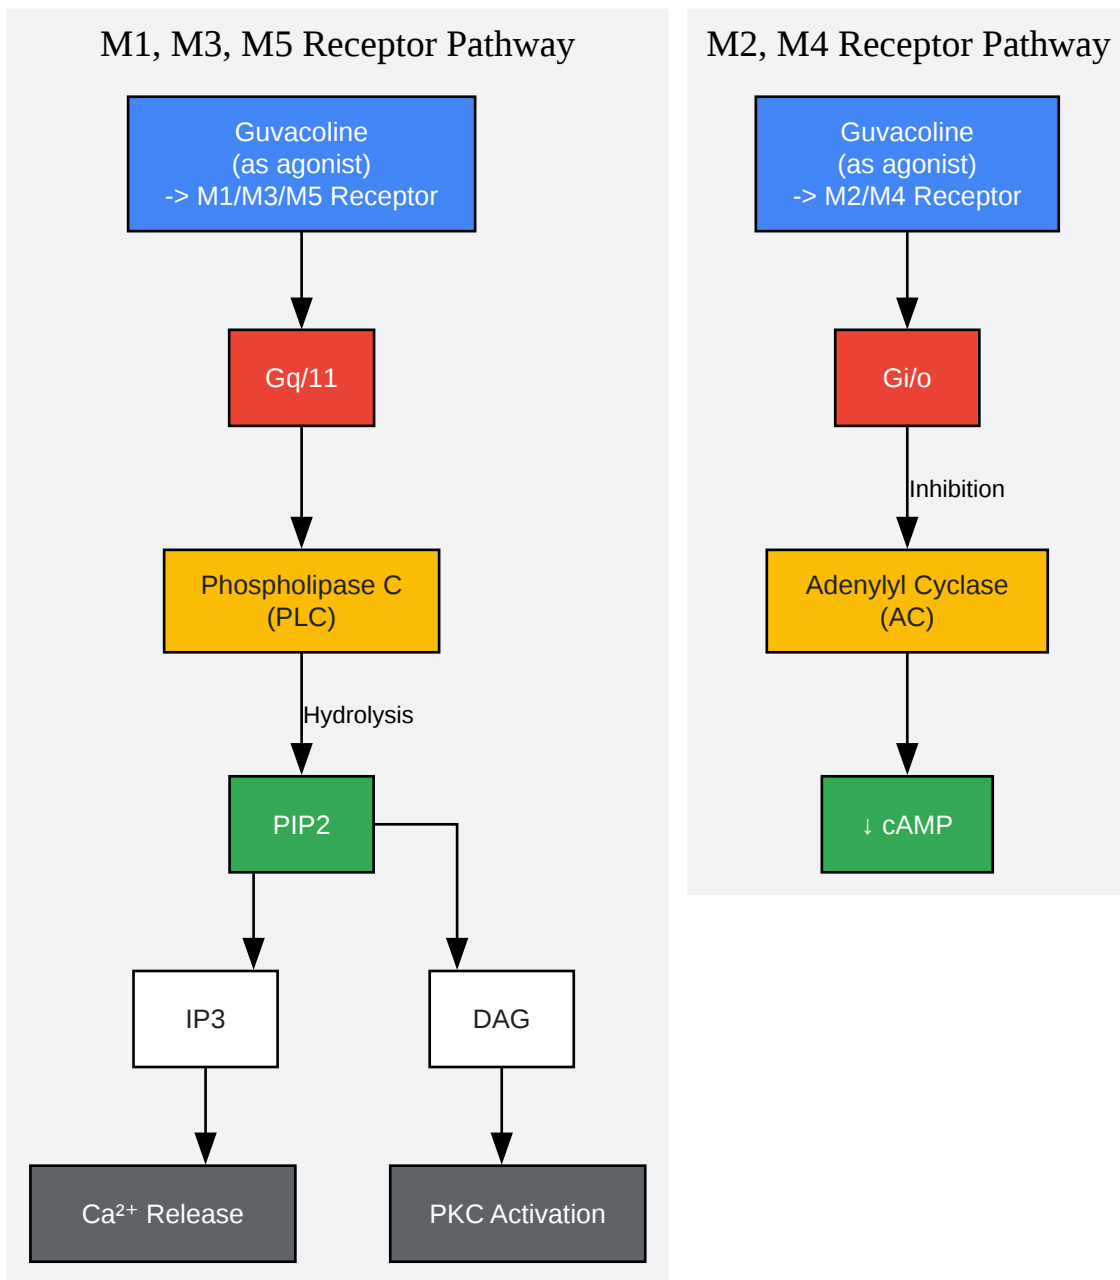 M1, M3, M5 Receptor Pathway
Guvacoline
(as agonist)
-> M1/M3/M5 Receptor
Gq/11
Phospholipase C
(PLC)
Hydrolysis
PIP2
IP3
DAG
Ca²⁺ Release
PKC Activation
M2, M4 Receptor Pathway
Guvacoline
(as agonist)
-> M2/M4 Receptor
Gi/o
Inhibition
Adenylyl Cyclase
(AC)
↓ cAMP